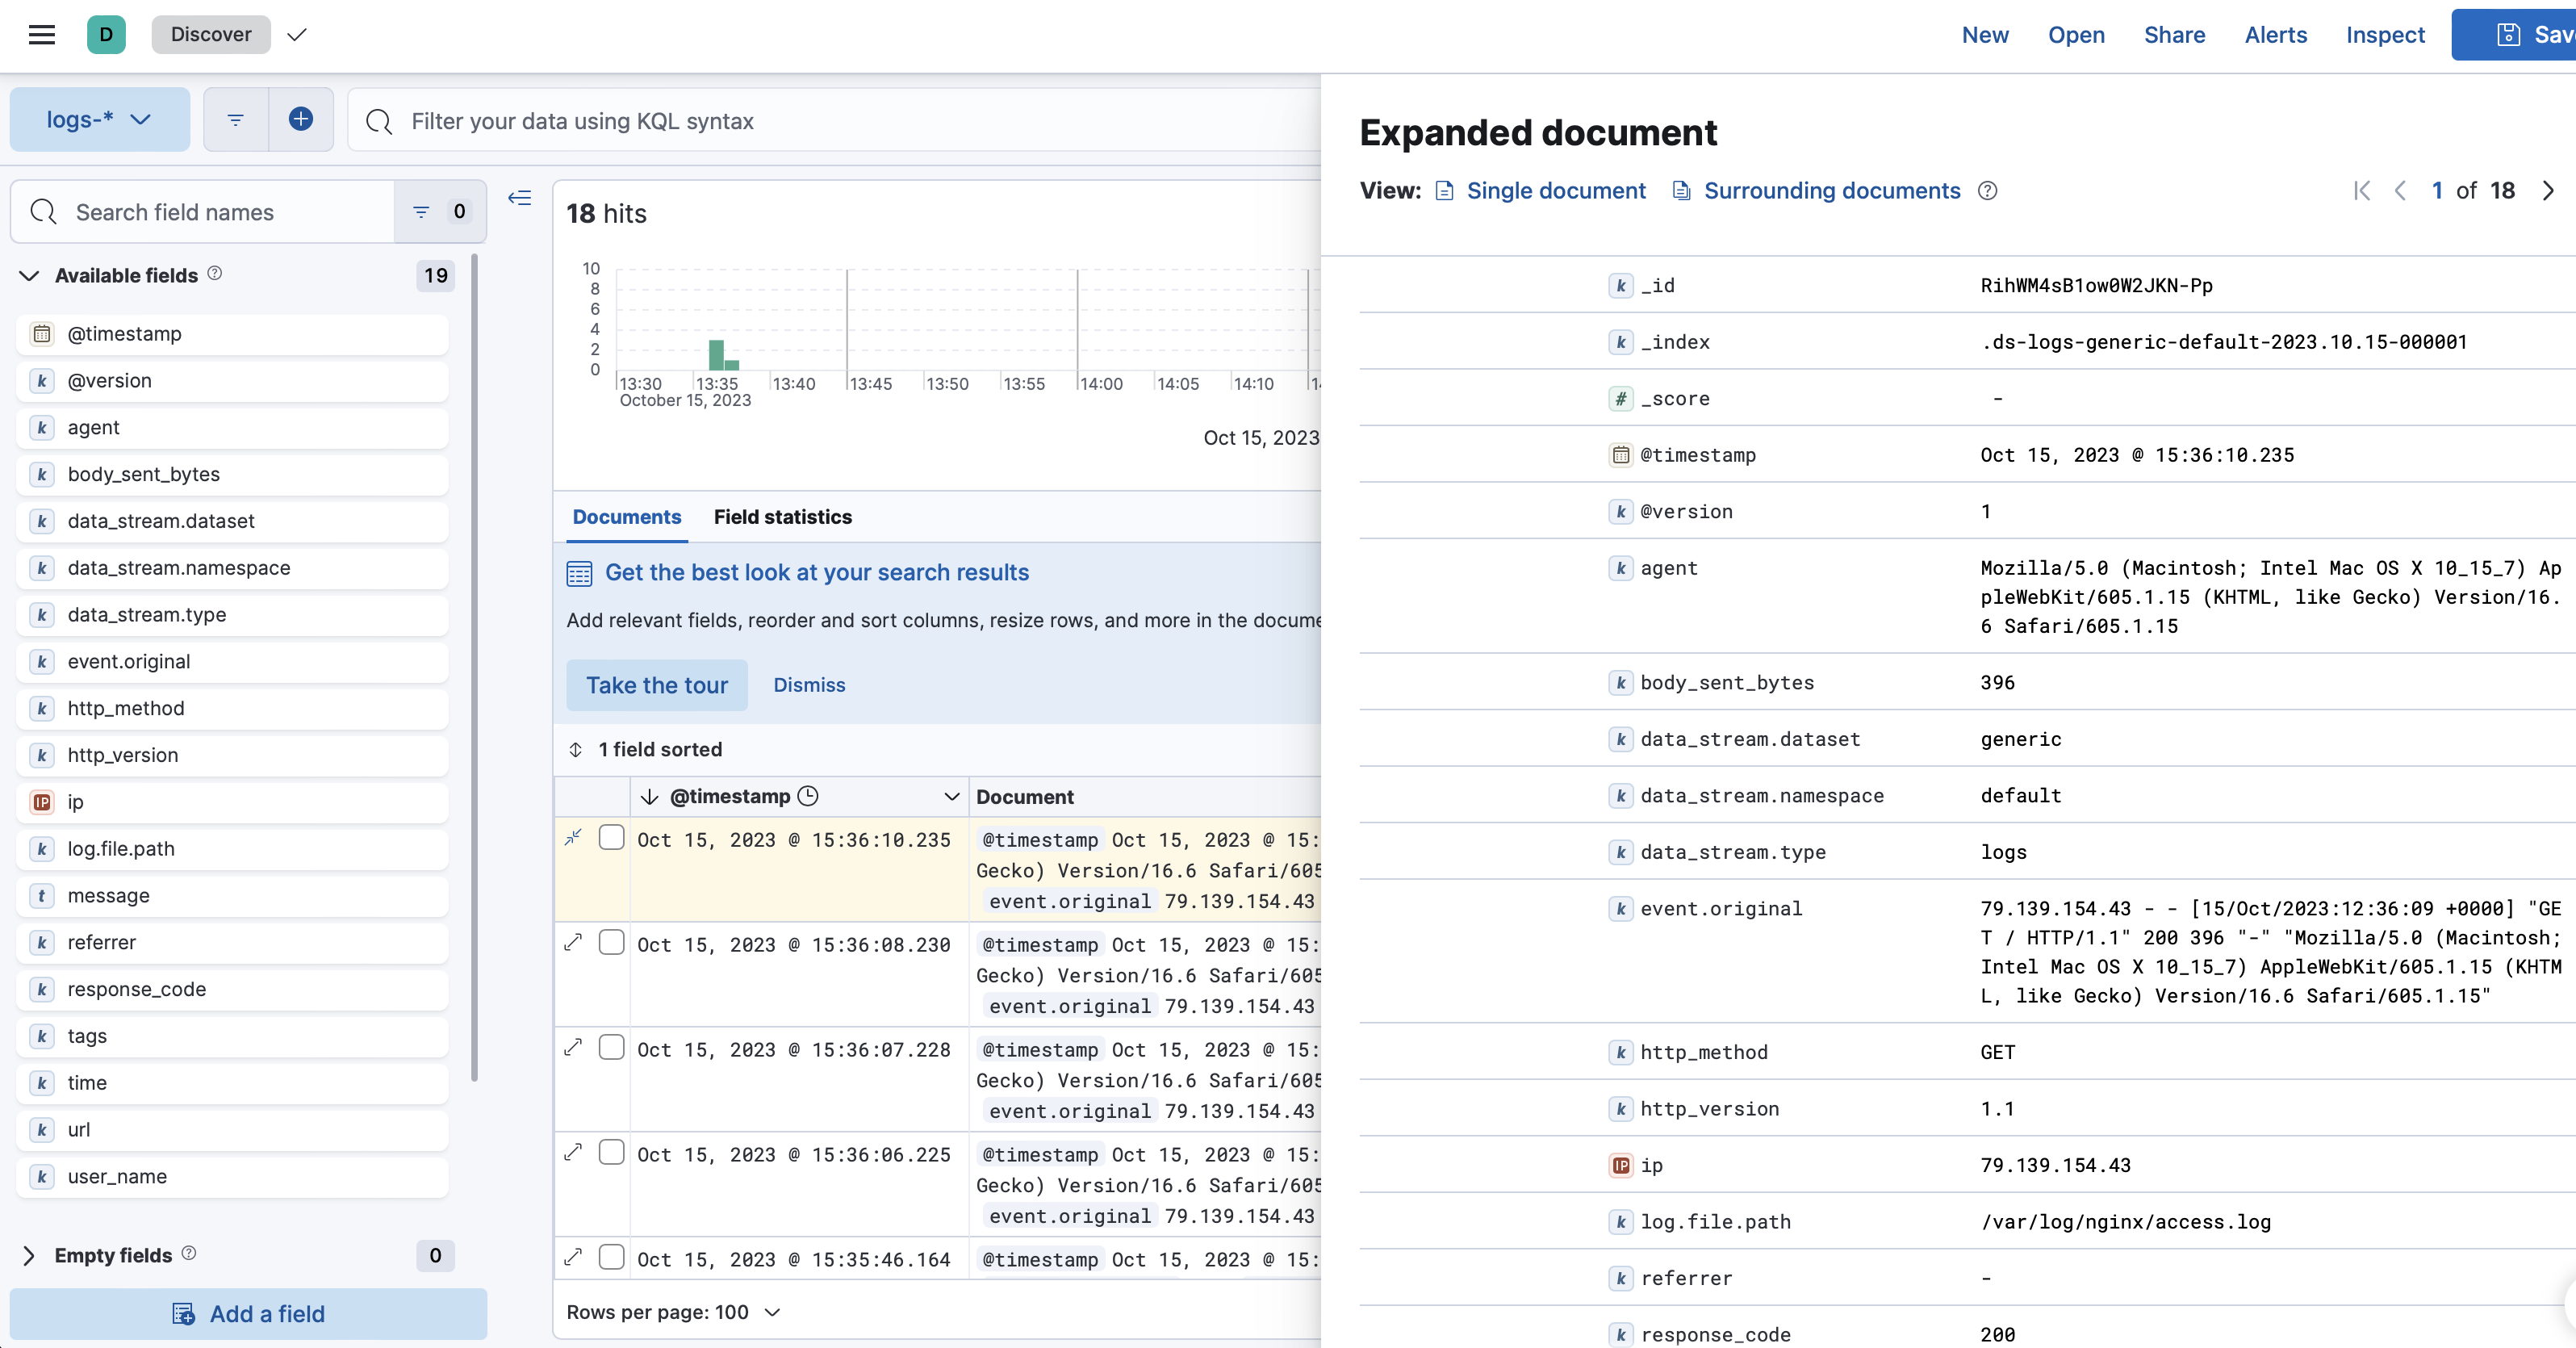 D Discover New Open Share Alerts Inspect
logs-* Filter your data using KQL syntax
Search field names 0
Available fields 19
@timestamp
k @version
k agent
k body_sent_bytes
k data_stream.dataset
k data_stream.namespace
k data_stream.type
k event.original
k http_method
k http_version
IP ip
k log.file.path
t message
k referrer
k response_code
k tags
k time
k url
k user_name
Empty fields 0
Add a field
18 hits
10
8
6
4
2
0
13:30 13:35 13:40 13:45 13:50 13:55 14:00 14:05 14:10
October 15, 2023
Oct 15, 2023
Documents Field statistics
Get the best look at your search results
Add relevant fields, reorder and sort columns, resize rows, and more in the
Take the tour Dismiss
1 field sorted
@timestamp Document
Oct 15, 2023 @ 15:36:10.235 @timestamp Oct 15, 2023 @ 15:
Gecko) Version/16.6 Safari/605
event.original 79.139.154.43
Oct 15, 2023 @ 15:36:08.230 @timestamp Oct 15, 2023 @ 15:
Gecko) Version/16.6 Safari/605
event.original 79.139.154.43
Oct 15, 2023 @ 15:36:07.228 @timestamp Oct 15, 2023 @ 15:
Gecko) Version/16.6 Safari/605
event.original 79.139.154.43
Oct 15, 2023 @ 15:36:06.225 @timestamp Oct 15, 2023 @ 15:
Gecko) Version/16.6 Safari/605
event.original 79.139.154.43
Oct 15, 2023 @ 15:35:46.164 @timestamp Oct 15, 2023 @ 15:
Rows per page: 100
Expanded document
View: Single document Surrounding documents 1 of 18
k _id RihWM4sB1ow0W2JKN-Pp
k _index .ds-logs-generic-default-2023.10.15-000001
# _score -
@timestamp Oct 15, 2023 @ 15:36:10.235
k @version 1
k agent Mozilla/5.0 (Macintosh; Intel Mac OS X 10_15_7) Ap
pleWebKit/605.1.15 (KHTML, like Gecko) Version/16.
6 Safari/605.1.15
k body_sent_bytes 396
k data_stream.dataset generic
k data_stream.namespace default
k data_stream.type logs
k event.original 79.139.154.43 - - [15/Oct/2023:12:36:09 +0000] "GE
T / HTTP/1.1" 200 396 "-" "Mozilla/5.0 (Macintosh;
Intel Mac OS X 10_15_7) AppleWebKit/605.1.15 (KHTM
L, like Gecko) Version/16.6 Safari/605.1.15"
k http_method GET
k http_version 1.1
IP ip 79.139.154.43
k log.file.path /var/log/nginx/access.log
k referrer -
k response_code 200